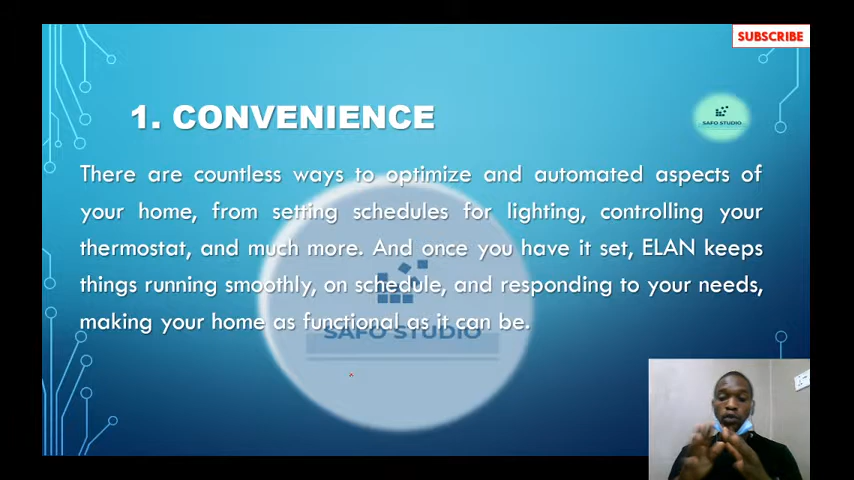 SUBSCRIBE
1. CONVENIENCE
SAFO STUDIO
There are countless ways to optimize and automated aspects of
your home, from setting schedules for lighting, controlling your
thermostat, and much more. And once you have it set, ELAN keeps
things running smoothly, on schedule, and responding to your needs,
making your home as functional as it can be.
SAFO STUDIO